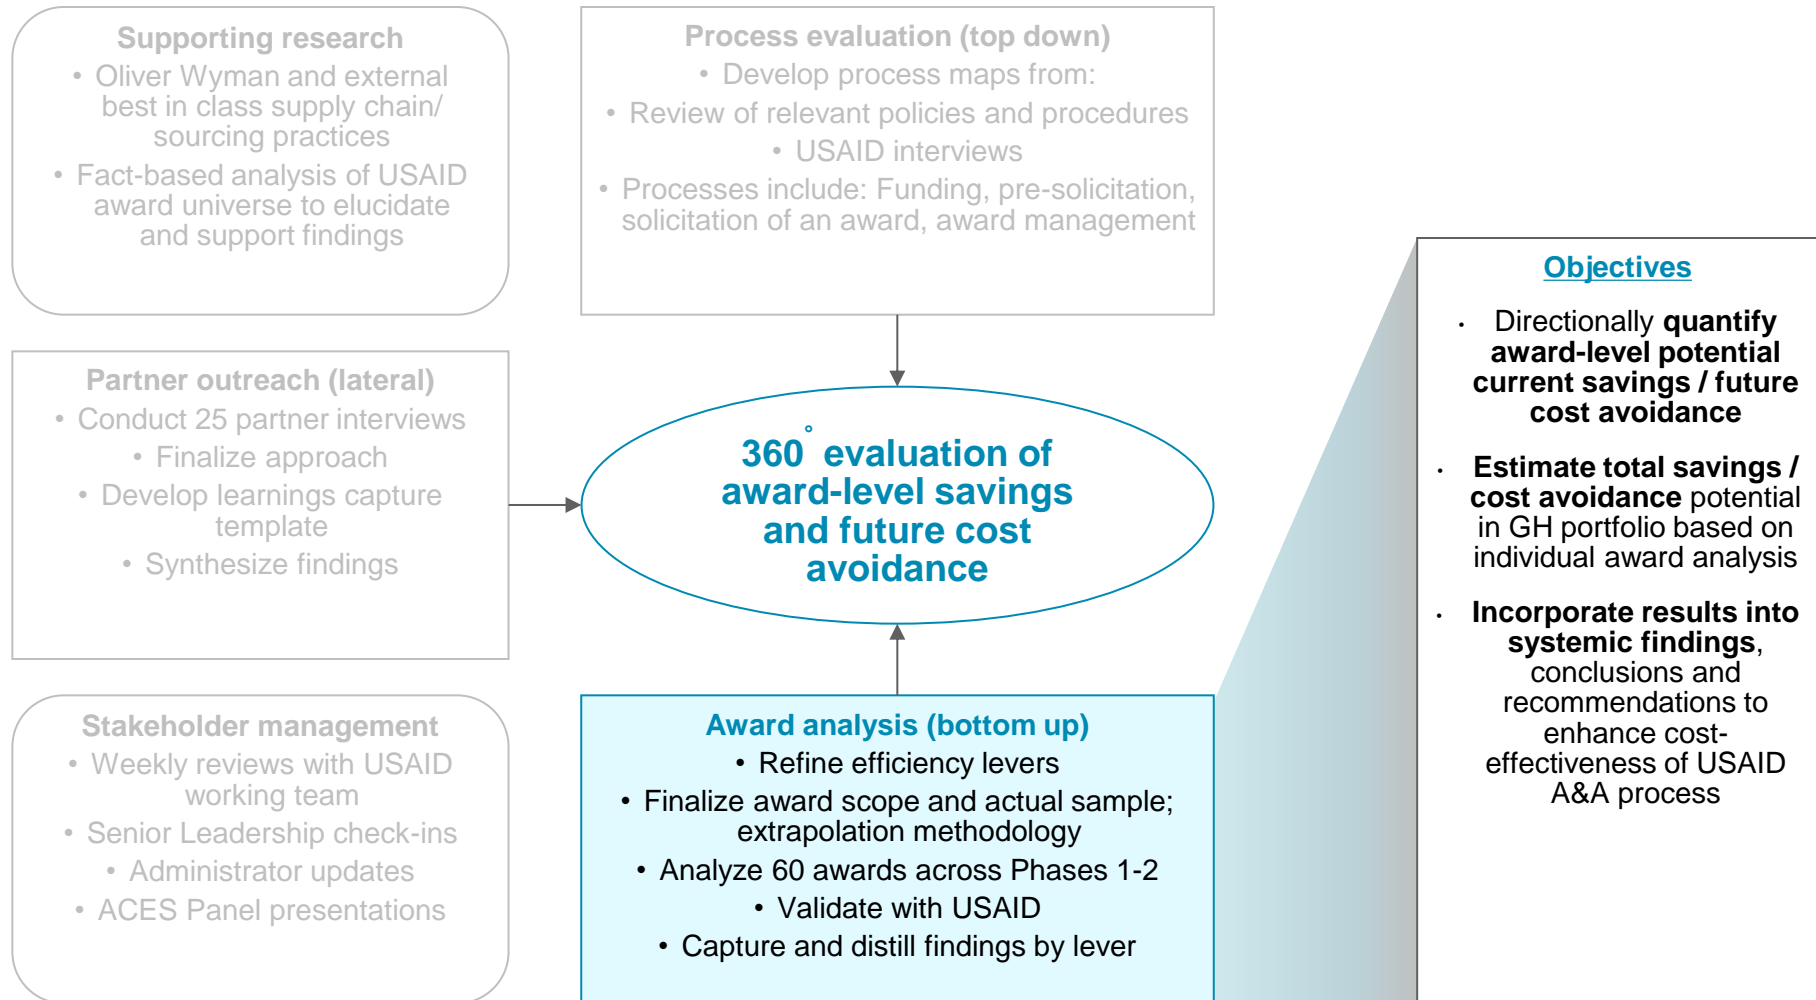 Supporting research
• Oliver Wyman and external
best in class supply chain/
sourcing practices
• Fact-based analysis of USAID
award universe to elucidate
and support findings
Process evaluation (top down)
• Develop process maps from:
• Review of relevant policies and procedures
• USAID interviews
• Processes include: Funding, pre-solicitation,
solicitation of an award, award management
Partner outreach (lateral)
• Conduct 25 partner interviews
• Finalize approach
• Develop learnings capture
template
• Synthesize findings
360° evaluation of
award-level savings
and future cost
avoidance
Stakeholder management
• Weekly reviews with USAID
working team
• Senior Leadership check-ins
• Administrator updates
• ACES Panel presentations
Award analysis (bottom up)
• Refine efficiency levers
• Finalize award scope and actual sample;
extrapolation methodology
• Analyze 60 awards across Phases 1-2
• Validate with USAID
• Capture and distill findings by lever
Objectives
• Directionally quantify
award-level potential
current savings / future
cost avoidance
• Estimate total savings /
cost avoidance potential
in GH portfolio based on
individual award analysis
• Incorporate results into
systemic findings,
conclusions and
recommendations to
enhance cost-
effectiveness of USAID
A&A process